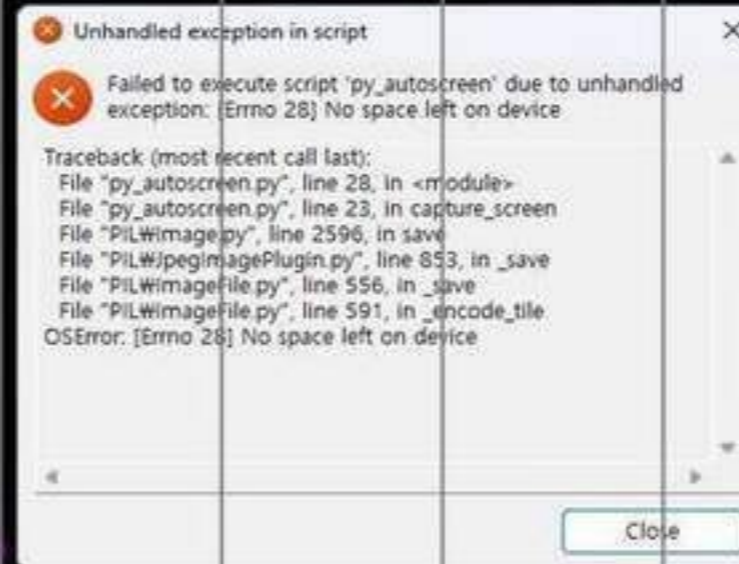 Unhandled exception in script
Failed to execute script 'py_autoscreen' due to unhandled
exception: [Errno 28] No space left on device
Traceback (most recent call last):
File "py_autoscreen.py", line 28, in <module>
File "py_autoscreen.py", line 23, in capture_screen
File "PIL₩Image.py", line 2596, in save
File "PIL₩JpegImagePlugin.py", line 853, in _save
File "PIL₩ImageFile.py", line 556, in _save
File "PIL₩ImageFile.py", line 591, in _encode_tile
OSError: [Errno 28] No space left on device
Close